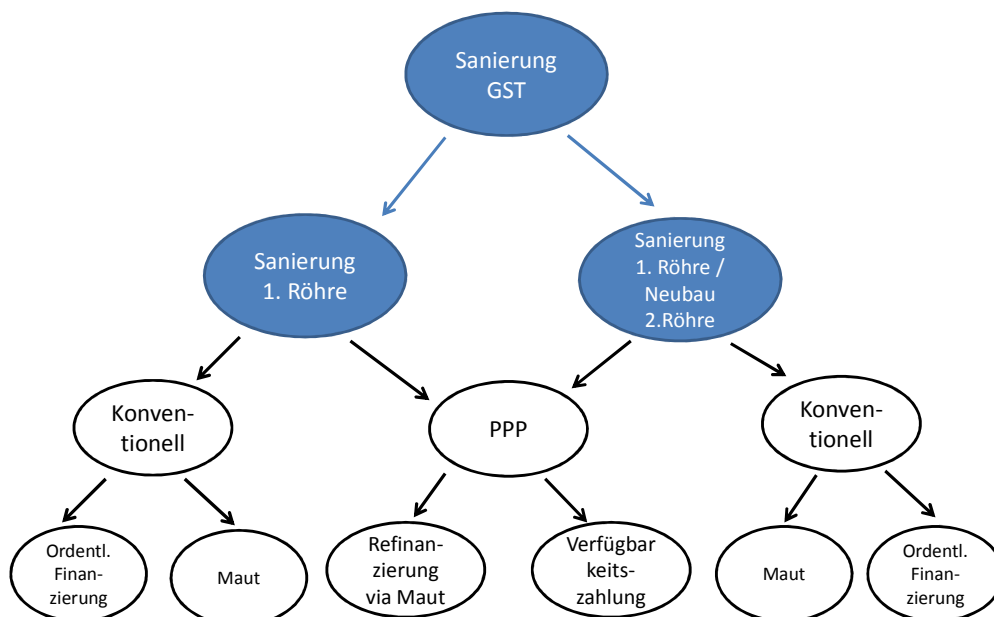 Sanierung
GST
Sanierung
1. Röhre
Sanierung
1. Röhre /
Neubau
2.Röhre
Konven-
tionell
PPP
Konven-
tionell
Ordentl.
Finan-
zierung
Maut
Refinan-
zierung
via Maut
Verfügbar
keits-
zahlung
Maut
Ordentl.
Finan-
zierung